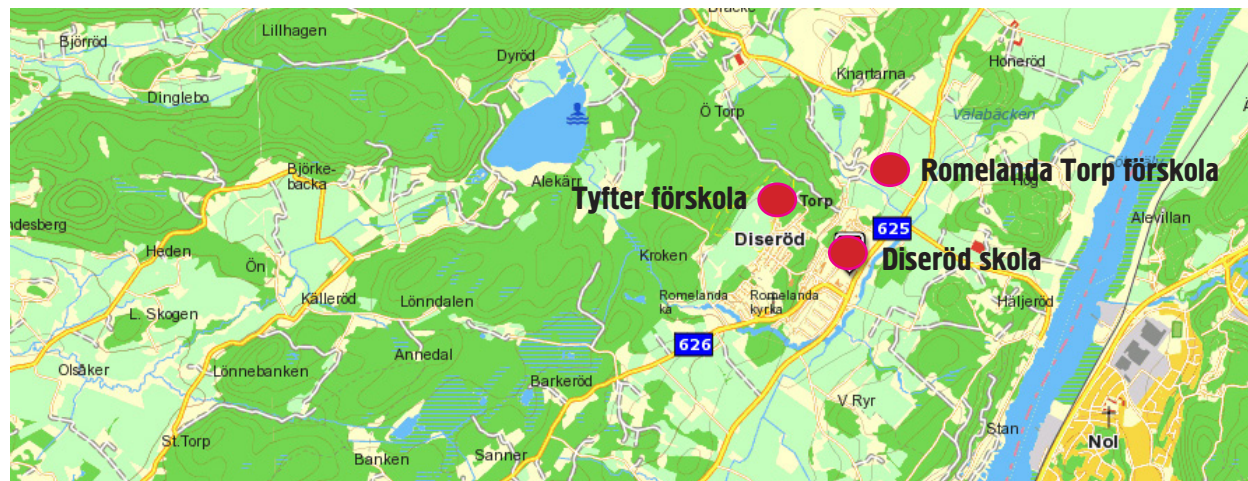 Bräcke
Lillhagen
Björröd
Dyröd
Honeröd
Knartarna
Dinglebo
Ö Torp
Valabäcken
Björke-
backa
Alekärr
Romelanda Torp förskola
Hög
Tyfter förskola
Torp
Alevillan
ndesberg
625
Diseröd
Heden
Kroken
Diseröd skola
Ön
Källeröd
Lönndalen
Romelanda
ka
Romelanda
kyrka
Häljeröd
L. Skogen
626
Annedal
Olsåker
Lönnebanken
Barkeröd
V Ryr
Stan
St.Torp
Nol
Banken
Sanner